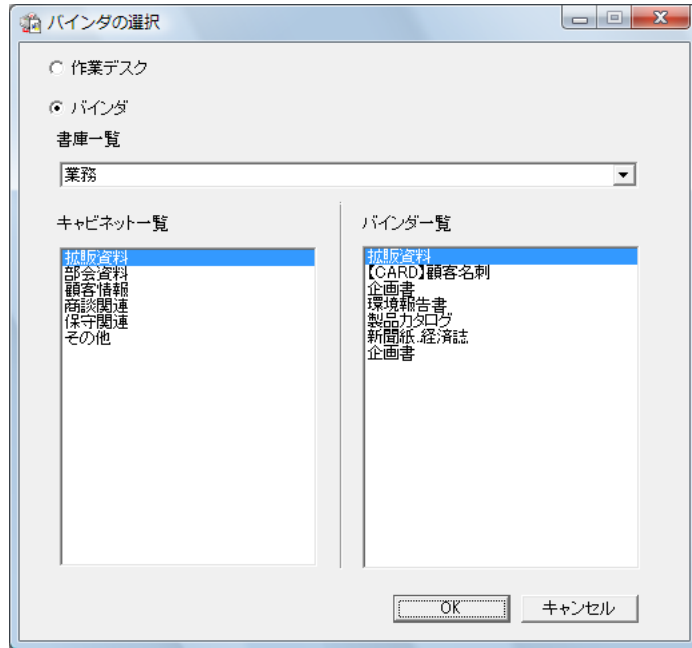 バインダの選択
作業デスク
バインダ
書庫一覧
業務
キャビネット一覧
拡販資料
部会資料
顧客情報
商談関連
保守関連
その他
バインダ一覧
拡販資料
【CARD】顧客名刺
企画書
環境報告書
製品カタログ
新聞紙.経済誌
企画書
OK
キャンセル